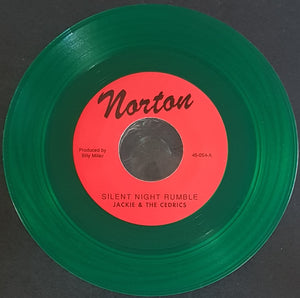 Norton
Produced by
Billy Miller
45-054-A
SILENT NIGHT RUMBLE
JACKIE & THE CEDRICS